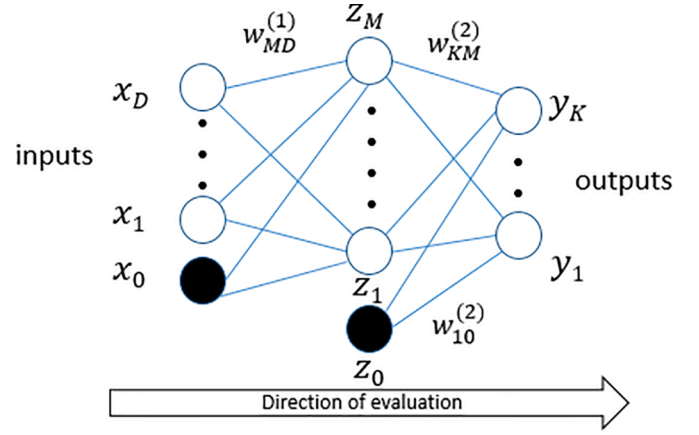 z_M
w_{MD}^{(1)}
w_{KM}^{(2)}
x_D
y_K
inputs
outputs
x_1
x_0
z_1
y_1
w_{10}^{(2)}
z_0
Direction of evaluation